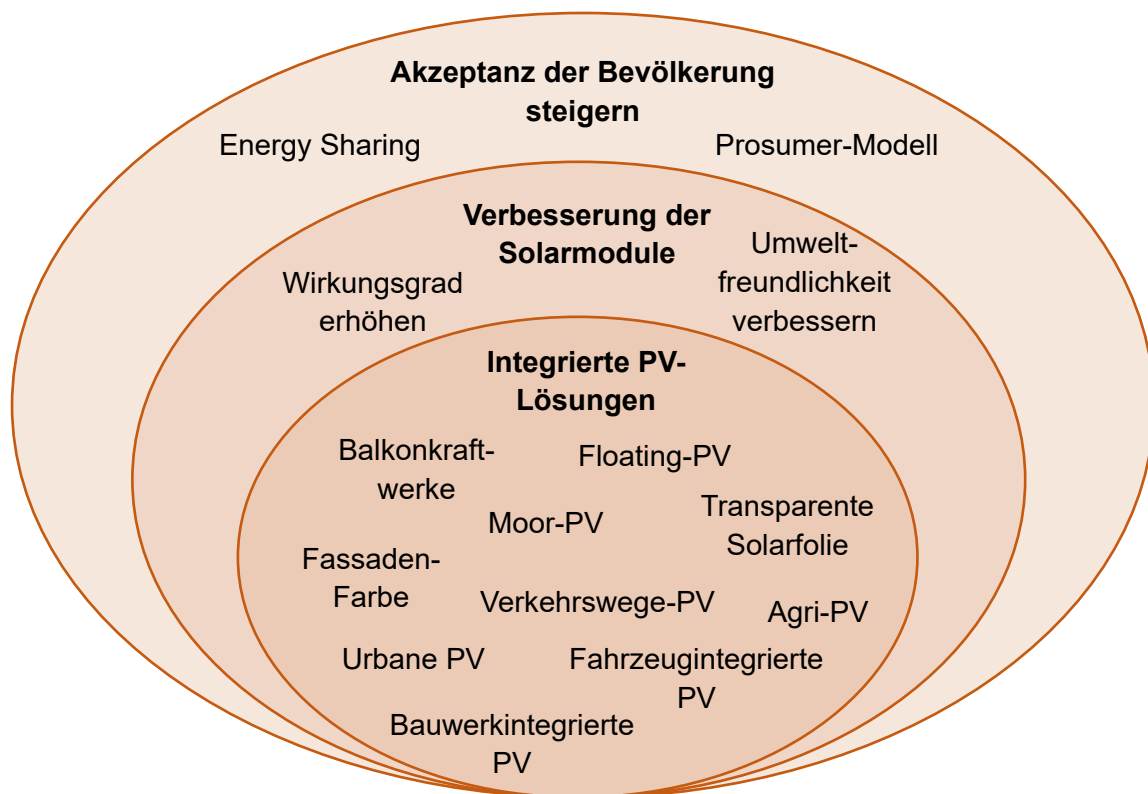 Akzeptanz der Bevölkerung
steigern
Energy Sharing
Prosumer-Modell
Verbesserung der
Solarmodule
Wirkungsgrad
erhöhen
Umwelt-
freundlichkeit
verbessern
Integrierte PV-
Lösungen
Balkonkraft-
werke
Floating-PV
Moor-PV
Transparente
Solarfolie
Fassaden-
Farbe
Verkehrswege-PV
Agri-PV
Urbane PV
Fahrzeugintegrierte
PV
Bauwerkintegrierte
PV